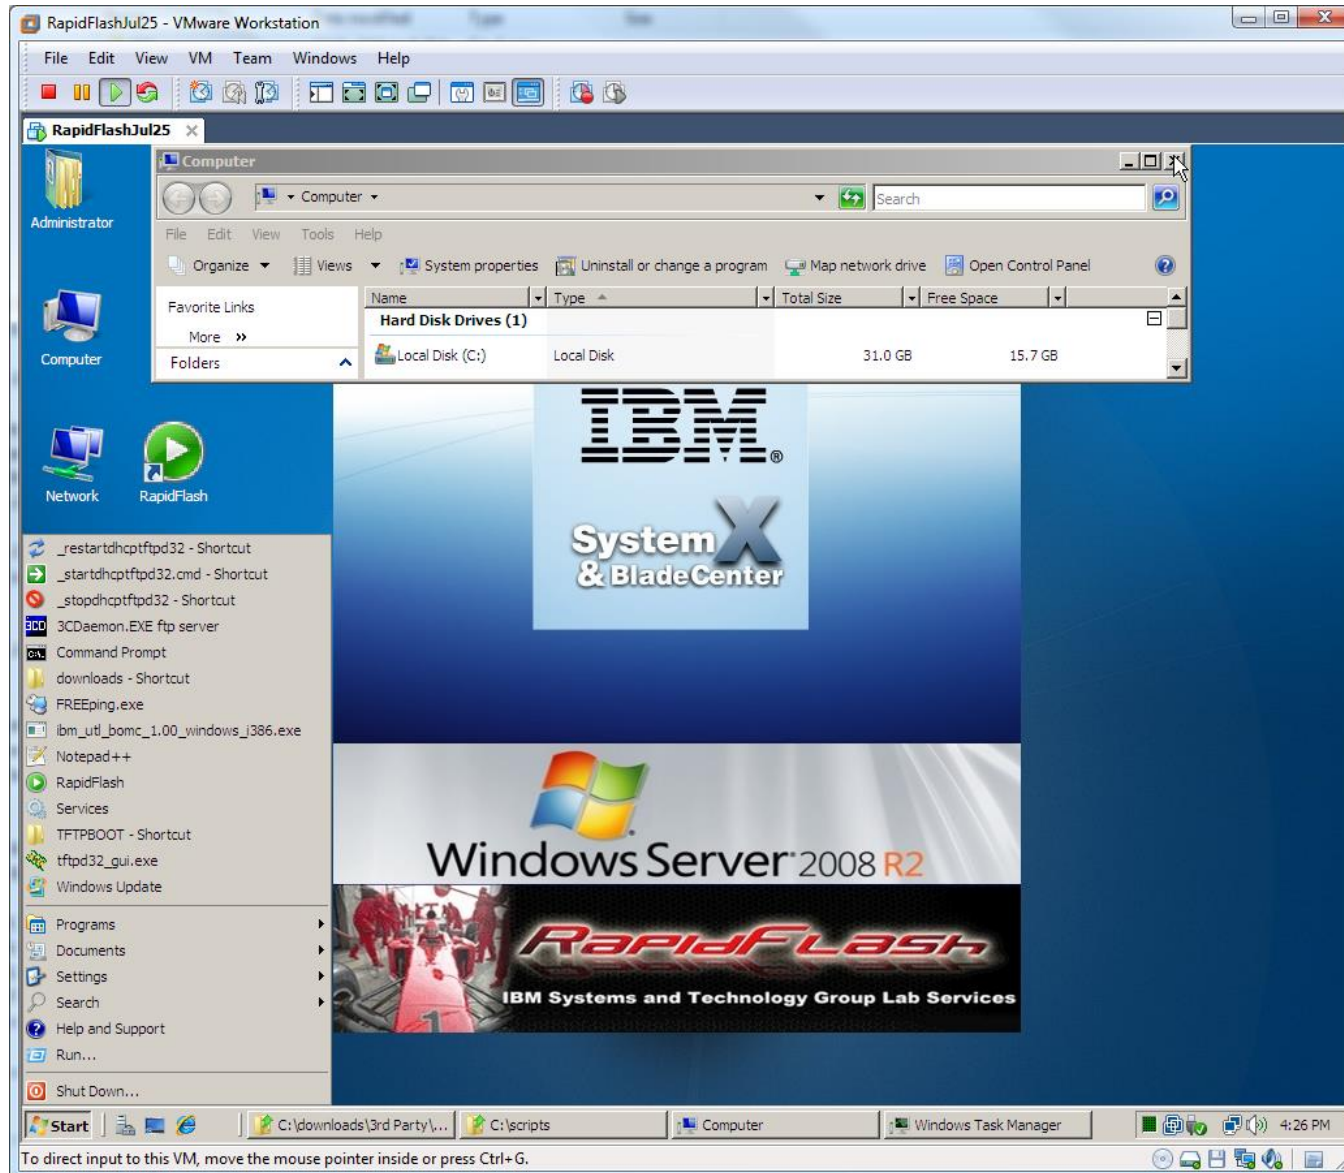 RapidFlashJul25 - VMware Workstation
File Edit View VM Team Windows Help
RapidFlashJul25
Computer
Computer
Search
File Edit View Tools Help
Organize Views System properties Uninstall or change a program Map network drive Open Control Panel
Favorite Links
More »
Folders
Name Type Total Size Free Space
Hard Disk Drives (1)
Local Disk (C:) Local Disk 31.0 GB 15.7 GB
Administrator
Computer
Network
RapidFlash
IBM®
System X
& BladeCenter
Windows Server 2008 R2
RapidFlash
IBM Systems and Technology Group Lab Services
_restartdhcptftpd32 - Shortcut
_startdhcptftpd32.cmd - Shortcut
_stopdhcptftpd32 - Shortcut
3CDaemon.EXE ftp server
Command Prompt
downloads - Shortcut
FREEping.exe
ibm_utl_bomc_1.00_windows_i386.exe
Notepad++
RapidFlash
Services
TFTPBOOT - Shortcut
tftpd32_gui.exe
Windows Update
Programs
Documents
Settings
Search
Help and Support
Run...
Shut Down...
Start C:\downloads\3rd Party\... C:\scripts Computer Windows Task Manager 4:26 PM
To direct input to this VM, move the mouse pointer inside or press Ctrl+G.